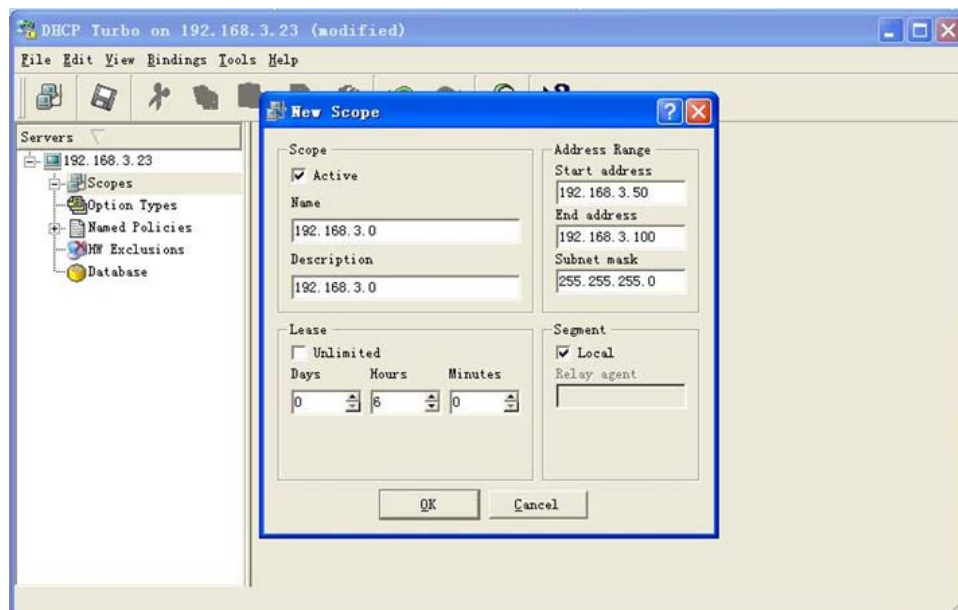 DHCP Turbo on 192.168.3.23 (modified)
File Edit View Bindings Tools Help
Servers
192.168.3.23
Scopes
Option Types
Named Policies
HW Exclusions
Database
New Scope
Scope
Active
Name
192.168.3.0
Description
192.168.3.0
Address Range
Start address
192.168.3.50
End address
192.168.3.100
Subnet mask
255.255.255.0
Lease
Unlimited
Days Hours Minutes
0 6 0
Segment
Local
Relay agent
OK Cancel